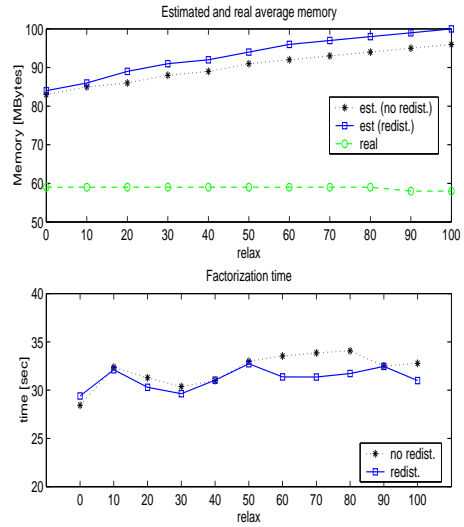 Estimated and real average memory
100
90
80
70
60
50
Memory [MBytes]
est. (no redist.)
est (redist.)
real
0 10 20 30 40 50 60 70 80 90 100
relax
Factorization time
40
35
30
25
20
time [sec]
no redist.
redist.
0 10 20 30 40 50 60 70 80 90 100
relax